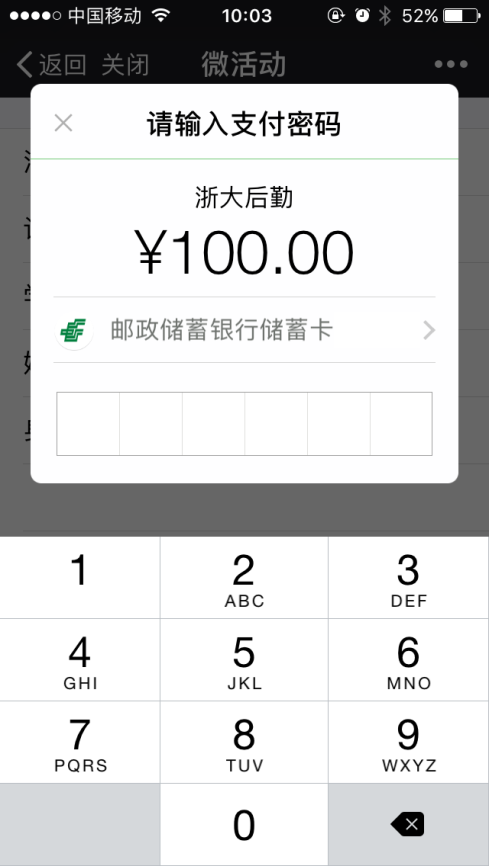 中国移动 10:03 52%
返回 关闭 微活动
请输入支付密码
浙大后勤
¥100.00
邮政储蓄银行储蓄卡
1 2 3
ABC DEF
4 5 6
GHI JKL MNO
7 8 9
PQRS TUV WXYZ
0